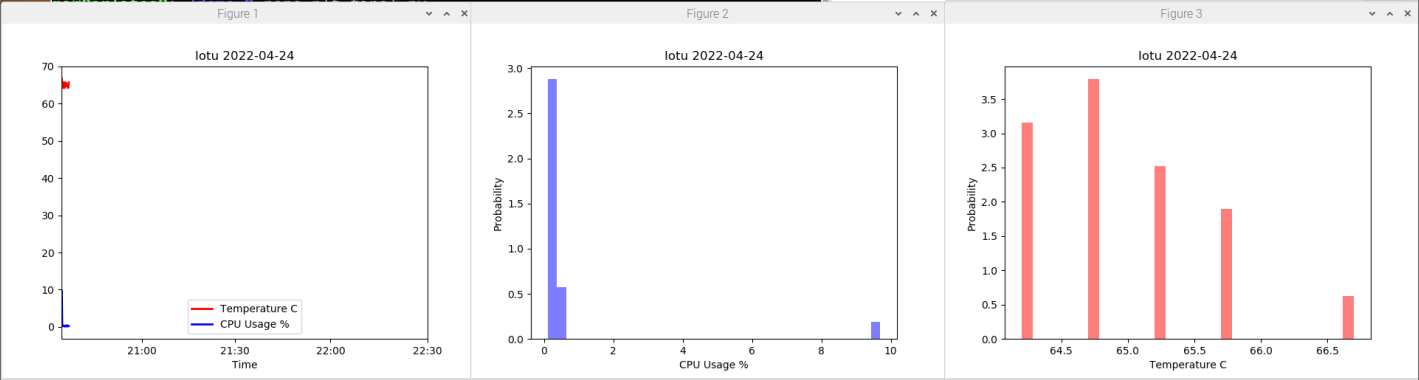 Figure 1
Iotu 2022-04-24
70
60
50
40
30
20
10
0
Temperature C
CPU Usage %
21:00 21:30 22:00 22:30
Time
Figure 2
Iotu 2022-04-24
Probability
3.0
2.5
2.0
1.5
1.0
0.5
0.0
0 2 4 6 8 10
CPU Usage %
Figure 3
Iotu 2022-04-24
Probability
3.5
3.0
2.5
2.0
1.5
1.0
0.5
0.0
64.5 65.0 65.5 66.0 66.5
Temperature C